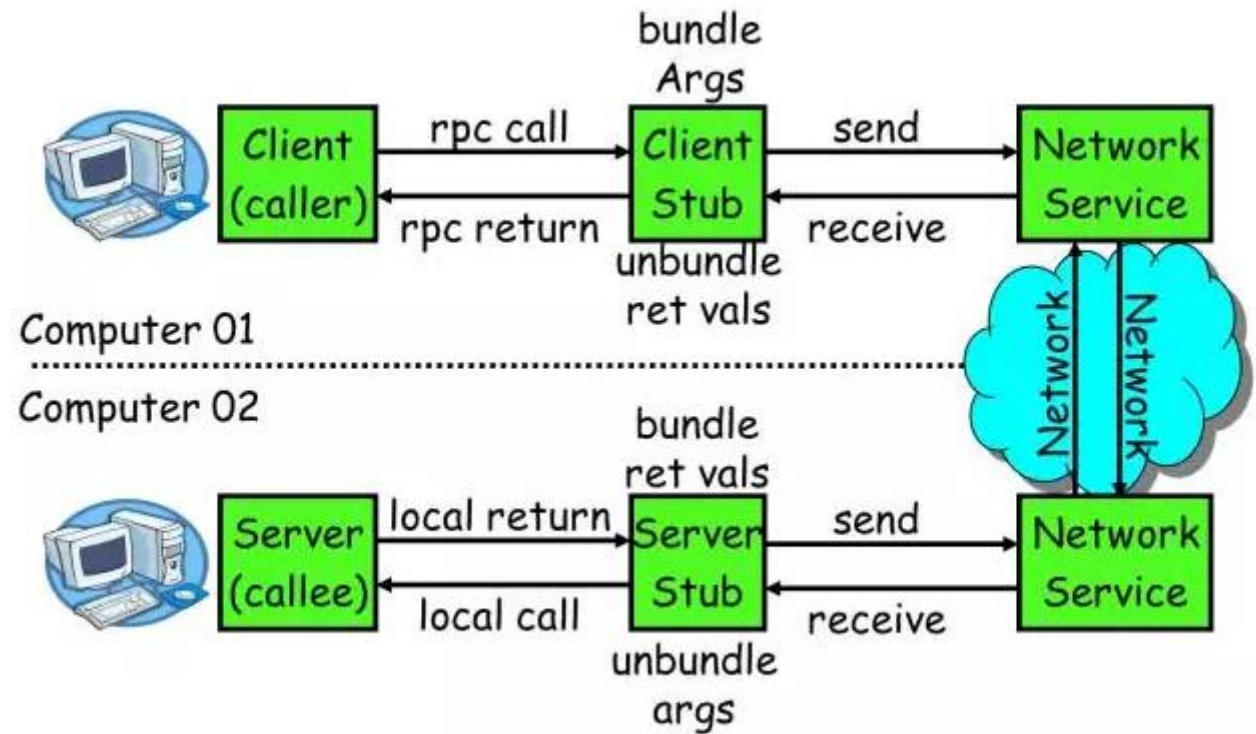 bundle
Args
Client
(caller)
rpc call
rpc return
Client
Stub
send
receive
Network
Service
unbundle
ret vals
Computer 01
Network
Network
Computer 02
bundle
ret vals
Server
(callee)
local return
local call
Server
Stub
send
receive
Network
Service
unbundle
args